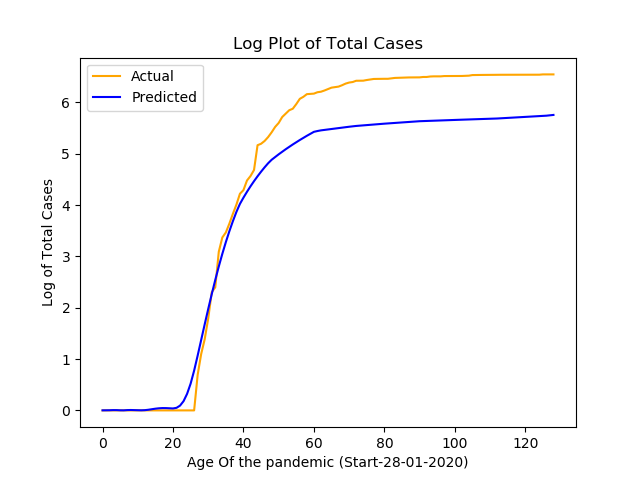 Log Plot of Total Cases
Actual
Predicted
Log of Total Cases
6
5
4
3
2
1
0
0 20 40 60 80 100 120
Age Of the pandemic (Start-28-01-2020)